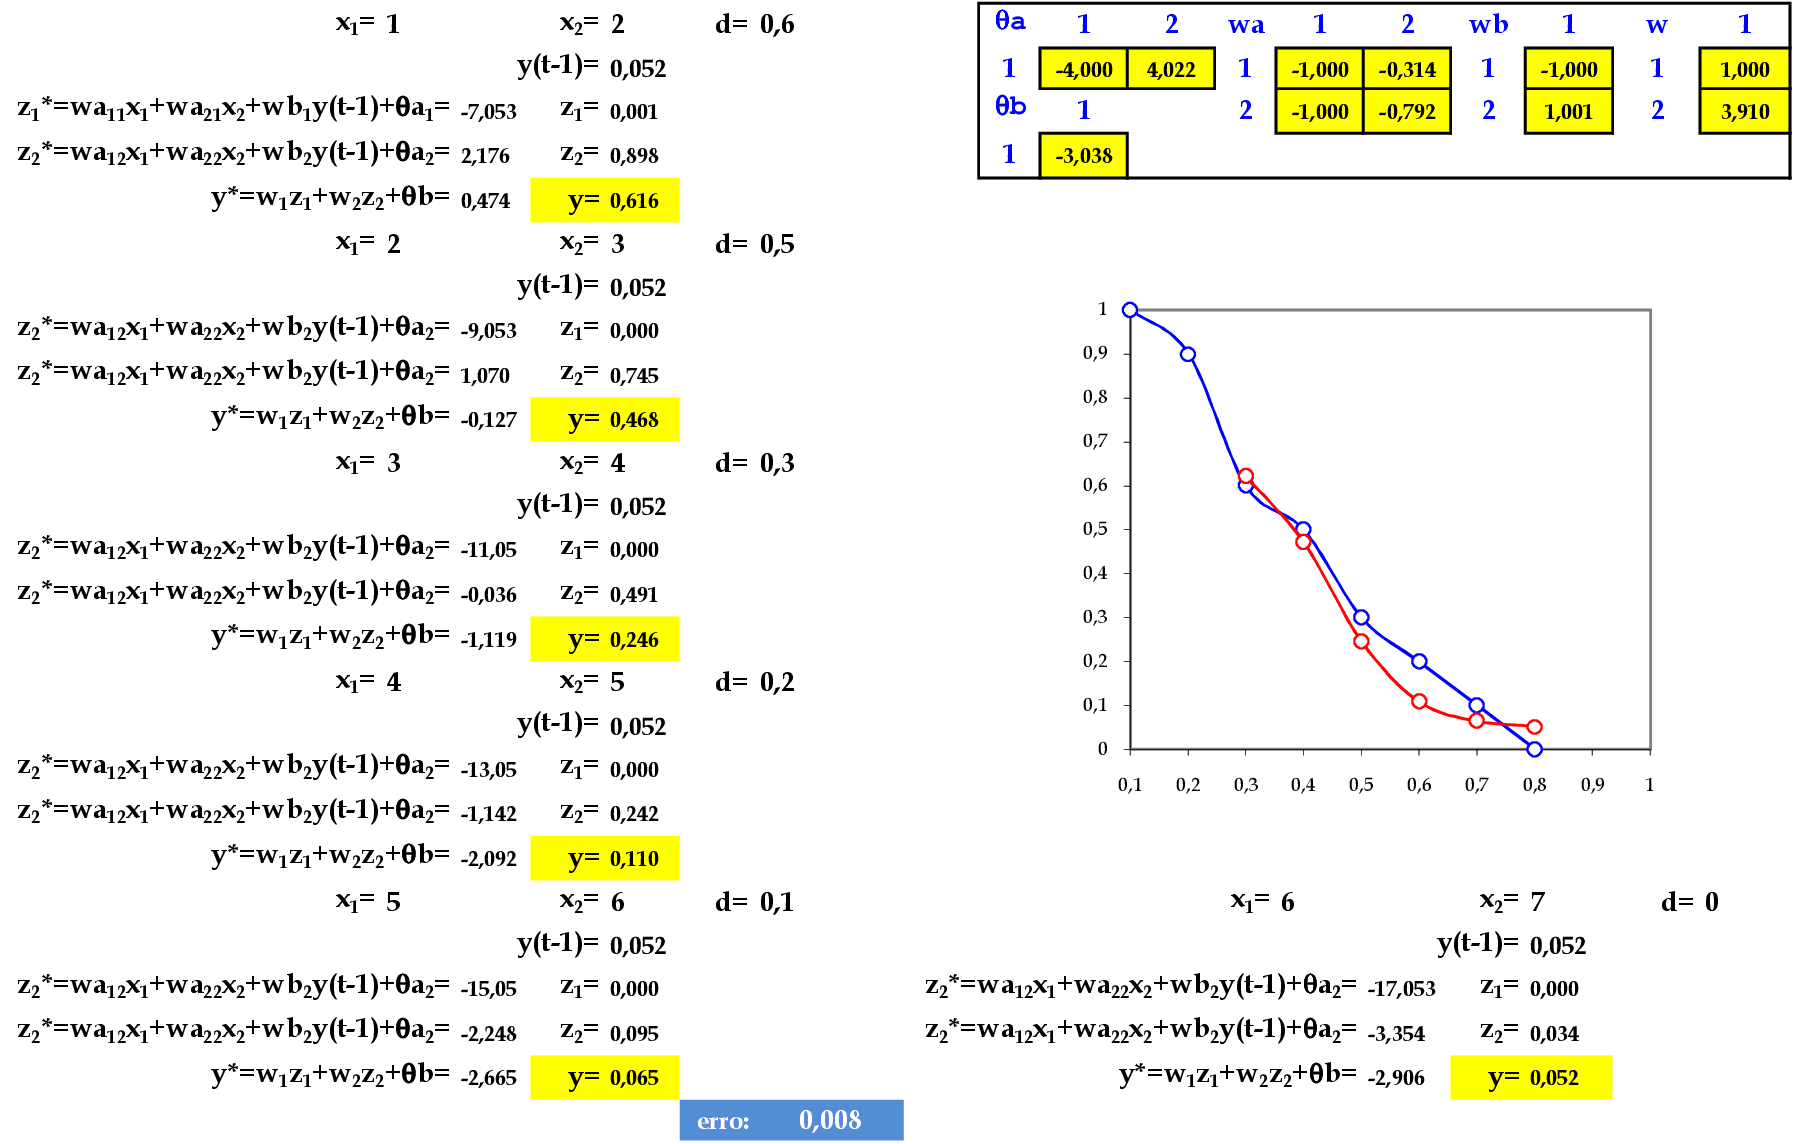 x₁= 1 x₂= 2 d= 0,6
y(t-1)= 0,052
z₁*=wa₁₁x₁+wa₂₁x₂+wb₁y(t-1)+θa₁= -7,053 z₁= 0,001
z₂*=wa₁₂x₁+wa₂₂x₂+wb₂y(t-1)+θa₂= 2,176 z₂= 0,898
y*=w₁z₁+w₂z₂+θb= 0,474 y= 0,616
x₁= 2 x₂= 3 d= 0,5
y(t-1)= 0,052
z₂*=wa₁₂x₁+wa₂₂x₂+wb₂y(t-1)+θa₂= -9,053 z₁= 0,000
z₂*=wa₁₂x₁+wa₂₂x₂+wb₂y(t-1)+θa₂= 1,070 z₂= 0,745
y*=w₁z₁+w₂z₂+θb= -0,127 y= 0,468
x₁= 3 x₂= 4 d= 0,3
y(t-1)= 0,052
z₂*=wa₁₂x₁+wa₂₂x₂+wb₂y(t-1)+θa₂= -11,05 z₁= 0,000
z₂*=wa₁₂x₁+wa₂₂x₂+wb₂y(t-1)+θa₂= -0,036 z₂= 0,491
y*=w₁z₁+w₂z₂+θb= -1,119 y= 0,246
x₁= 4 x₂= 5 d= 0,2
y(t-1)= 0,052
z₂*=wa₁₂x₁+wa₂₂x₂+wb₂y(t-1)+θa₂= -13,05 z₁= 0,000
z₂*=wa₁₂x₁+wa₂₂x₂+wb₂y(t-1)+θa₂= -1,142 z₂= 0,242
y*=w₁z₁+w₂z₂+θb= -2,092 y= 0,110
x₁= 5 x₂= 6 d= 0,1
y(t-1)= 0,052
z₂*=wa₁₂x₁+wa₂₂x₂+wb₂y(t-1)+θa₂= -15,05 z₁= 0,000
z₂*=wa₁₂x₁+wa₂₂x₂+wb₂y(t-1)+θa₂= -2,248 z₂= 0,095
y*=w₁z₁+w₂z₂+θb= -2,665 y= 0,065
erro: 0,008
θa 1 2 wa 1 2 wb 1 w 1
1 -4,000 4,022 1 -1,000 -0,314 1 -1,000 1 1,000
θb 1 2 -1,000 -0,792 2 1,001 2 3,910
1 -3,038
1
0,9
0,8
0,7
0,6
0,5
0,4
0,3
0,2
0,1
0
0,1 0,2 0,3 0,4 0,5 0,6 0,7 0,8 0,9 1
x₁= 6 x₂= 7 d= 0
y(t-1)= 0,052
z₂*=wa₁₂x₁+wa₂₂x₂+wb₂y(t-1)+θa₂= -17,053 z₁= 0,000
z₂*=wa₁₂x₁+wa₂₂x₂+wb₂y(t-1)+θa₂= -3,354 z₂= 0,034
y*=w₁z₁+w₂z₂+θb= -2,906 y= 0,052